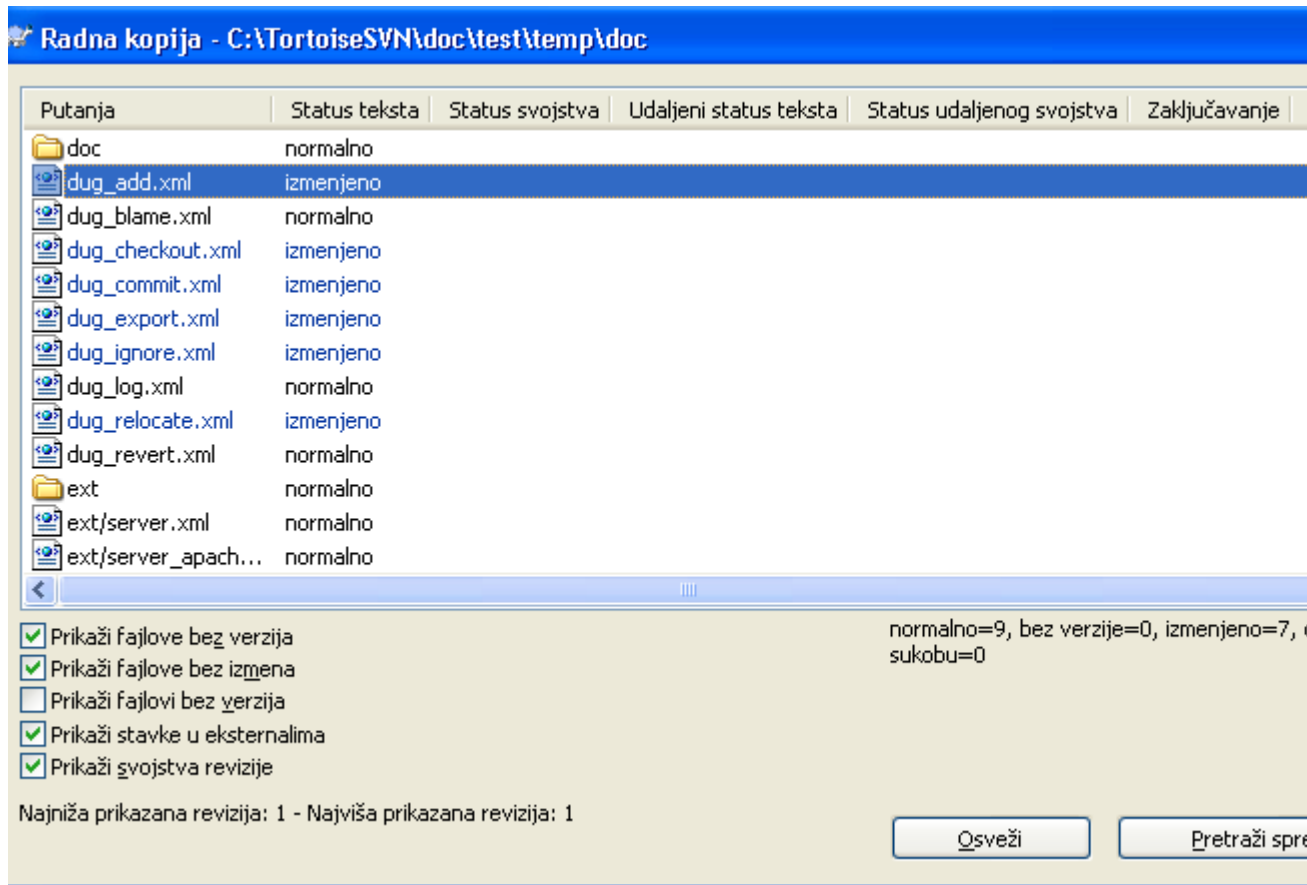 Radna kopija - C:\TortoiseSVN\doc\test\temp\doc
Putanja Status teksta Status svojstva Udaljeni status teksta Status udaljenog svojstva Zaključavanje
doc normalno
dug_add.xml izmenjeno
dug_blame.xml normalno
dug_checkout.xml izmenjeno
dug_commit.xml izmenjeno
dug_export.xml izmenjeno
dug_ignore.xml izmenjeno
dug_log.xml normalno
dug_relocate.xml izmenjeno
dug_revert.xml normalno
ext normalno
ext/server.xml normalno
ext/server_apach... normalno
Prikaži fajlove bez verzija
Prikaži fajlove bez izmena
Prikaži fajlovi bez verzija
Prikaži stavke u eksternalima
Prikaži svojstva revizije
normalno=9, bez verzije=0, izmenjeno=7,
sukobu=0
Najniža prikazana revizija: 1 - Najviša prikazana revizija: 1
Osveži
Pretraži